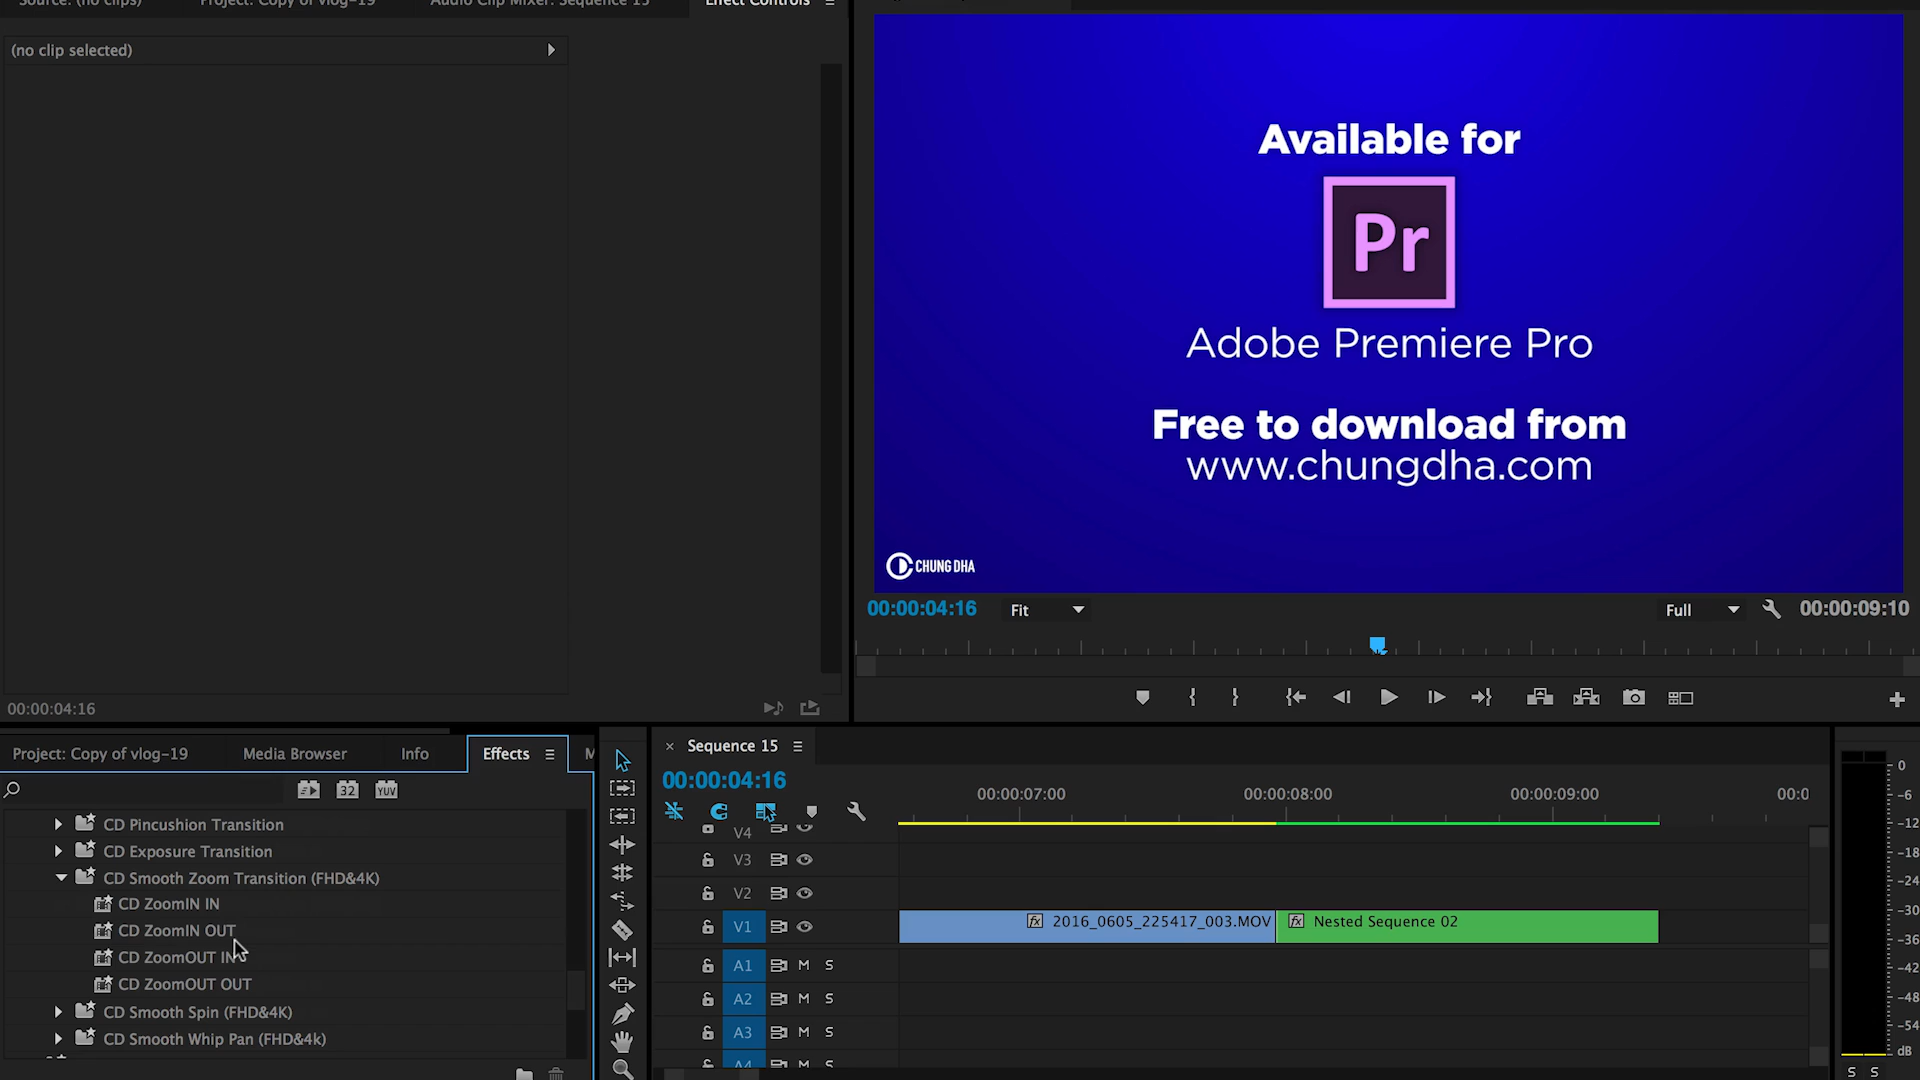 Source: (no clips) Project: Copy of vlog-19 Audio Clip Mixer: Sequence 15 Effect Controls
(no clip selected)
Available for
Pr
Adobe Premiere Pro
Free to download from
www.chungdha.com
CHUNG DHA
00:00:04:16 Fit Full 00:00:09:10
00:00:04:16
Project: Copy of vlog-19 Media Browser Info Effects M
32 YUV
CD Pincushion Transition
CD Exposure Transition
CD Smooth Zoom Transition (FHD&4K)
CD ZoomIN IN
CD ZoomIN OUT
CD ZoomOUT IN
CD ZoomOUT OUT
CD Smooth Spin (FHD&4K)
CD Smooth Whip Pan (FHD&4k)
× Sequence 15
00:00:04:16
00:00:07:00 00:00:08:00 00:00:09:00 00:0
V4
V3
V2
V1 fx 2016_0605_225417_003.MOV fx Nested Sequence 02
A1 M S
A2 M S
A3 M S
A4 M S
0
-6
-12
-18
-24
-30
-36
-42
-48
-54
dB
S S